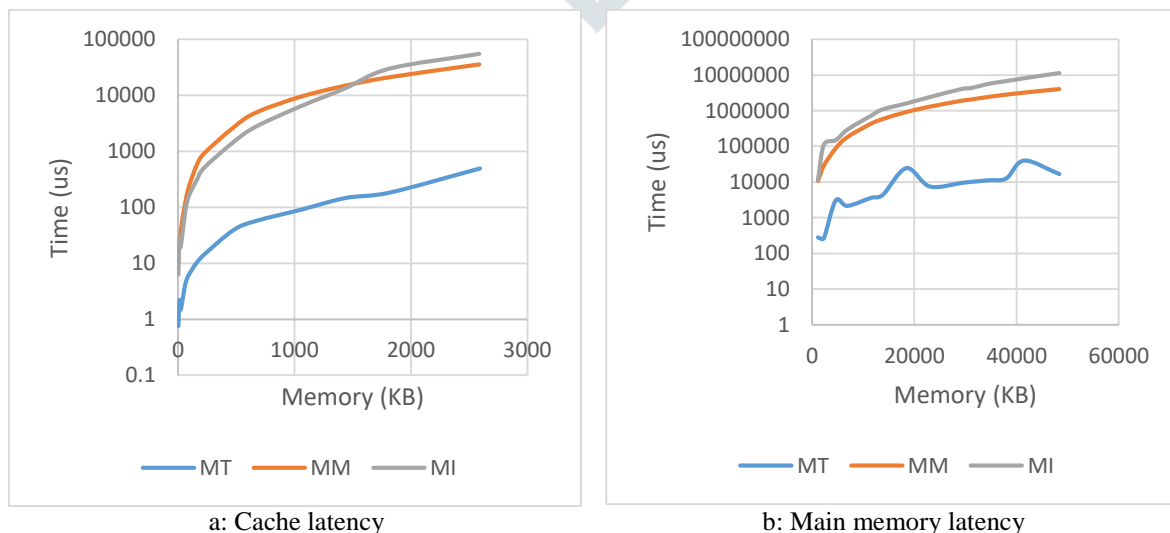 100000
10000
1000
100
10
1
0.1
Time (us)
0 1000 2000 3000
Memory (KB)
MT MM MI
a: Cache latency
100000000
10000000
1000000
100000
10000
1000
100
10
1
Time (us)
0 20000 40000 60000
Memory (KB)
MT MM MI
b: Main memory latency